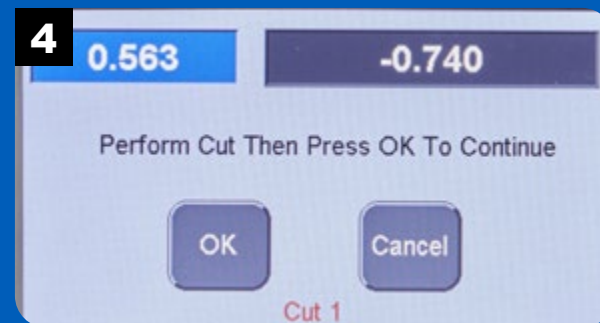 4
0.563 -0.740
Perform Cut Then Press OK To Continue
OK Cancel
Cut 1